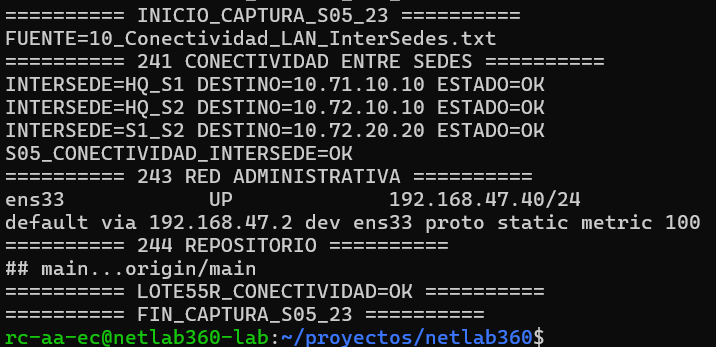 ========== INICIO_CAPTURA_S05_23 ==========
FUENTE=10_Conectividad_LAN_InterSedes.txt
========== 241 CONECTIVIDAD ENTRE SEDES ==========
INTERSEDE=HQ_S1 DESTINO=10.71.10.10 ESTADO=OK
INTERSEDE=HQ_S2 DESTINO=10.72.10.10 ESTADO=OK
INTERSEDE=S1_S2 DESTINO=10.72.20.20 ESTADO=OK
S05_CONECTIVIDAD_INTERSEDE=OK
========== 243 RED ADMINISTRATIVA ==========
ens33            UP             192.168.47.40/24
default via 192.168.47.2 dev ens33 proto static metric 100
========== 244 REPOSITORIO ==========
## main...origin/main
========== LOTE55R_CONECTIVIDAD=OK ==========
========== FIN_CAPTURA_S05_23 ==========
rc-aa-ec@netlab360-lab:~/proyectos/netlab360$